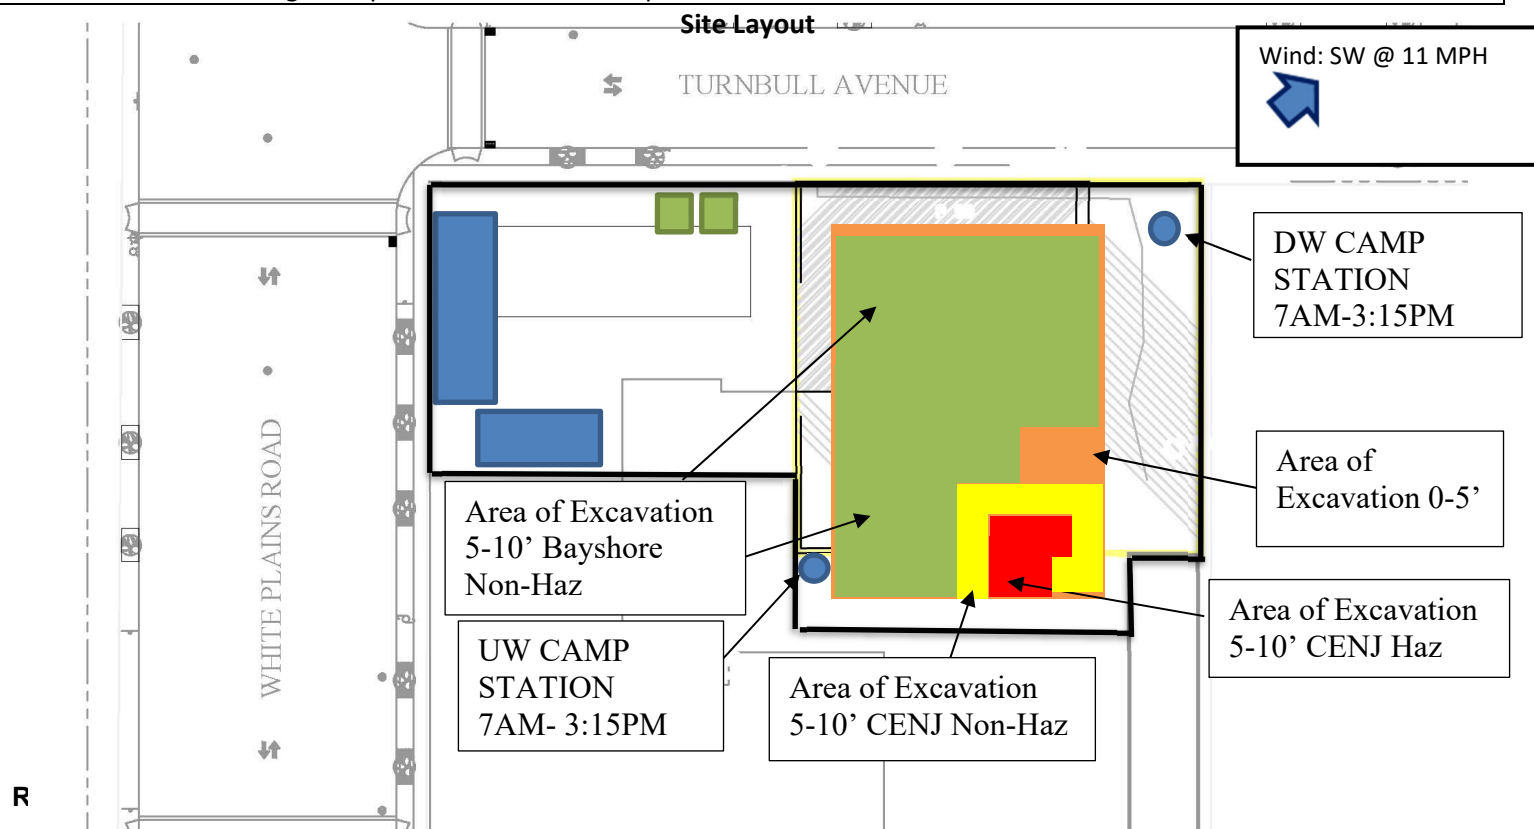 Site Layout
Wind: SW @ 11 MPH
TURNBULL AVENUE
DW CAMP
STATION
7AM-3:15PM
WHITE PLAINS ROAD
Area of
Excavation 0-5’
Area of Excavation
5-10’ Bayshore
Non-Haz
Area of Excavation
5-10’ CENJ Haz
UW CAMP
STATION
7AM- 3:15PM
Area of Excavation
5-10’ CENJ Non-Haz
R